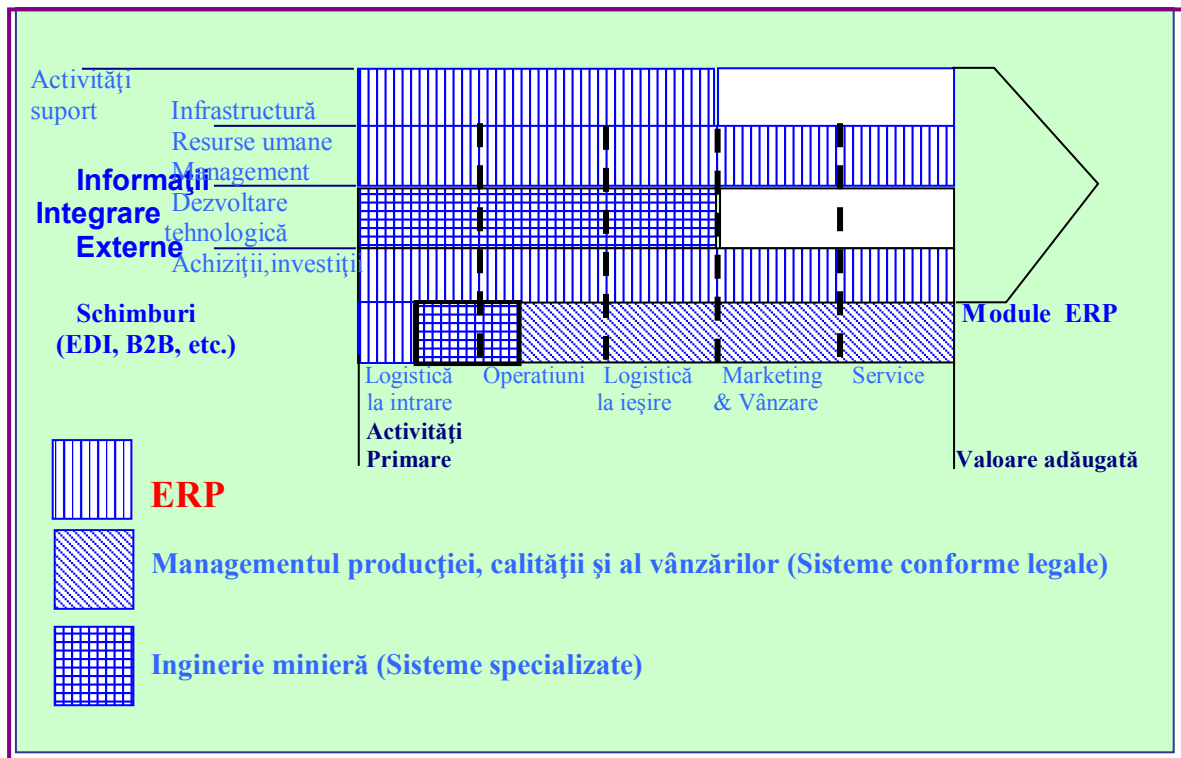 Activităţi
suport
Infrastructură
Resurse umane
Management
Informaţii
Integrare
Externe
Dezvoltare
tehnologică
Achiziţii,investiţii
Schimburi
(EDI, B2B, etc.)
Module ERP
Logistică
la intrare
Operatiuni
Logistică
la ieşire
Marketing
& Vânzare
Service
Activităţi
Primare
Valoare adăugată
ERP
Managementul producţiei, calităţii şi al vânzărilor (Sisteme conforme legale)
Inginerie minieră (Sisteme specializate)